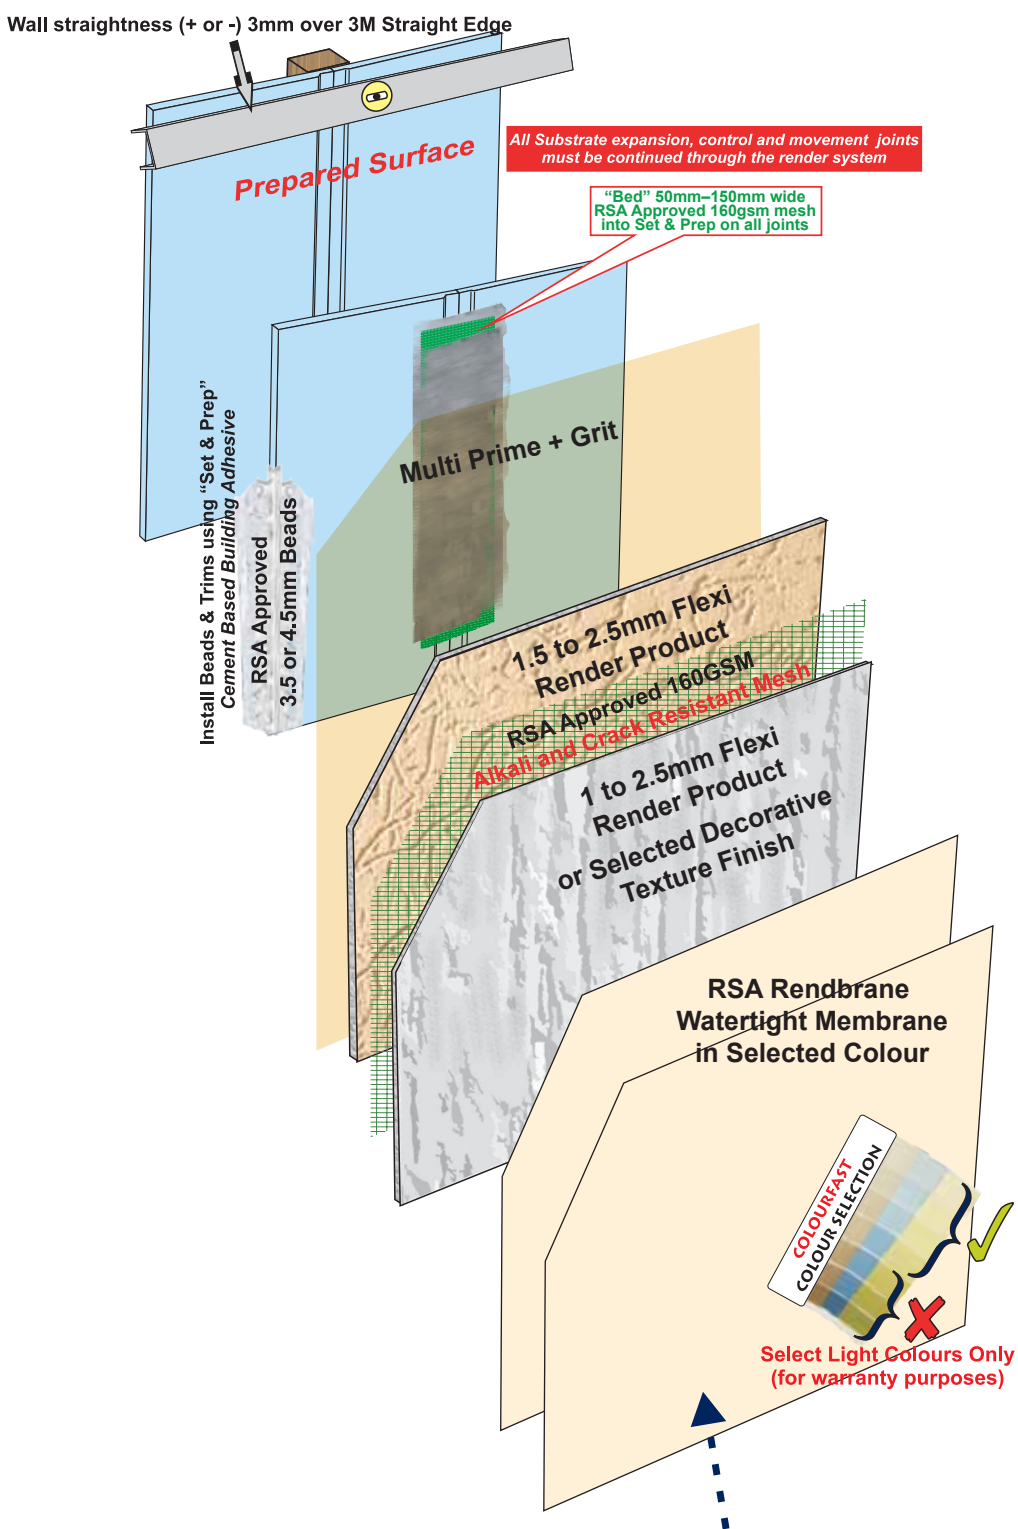 Wall straightness (+ or -) 3mm over 3M Straight Edge
Prepared Surface
All Substrate expansion, control and movement joints
must be continued through the render system
“Bed” 50mm–150mm wide
RSA Approved 160gsm mesh
into Set & Prep on all joints
Multi Prime + Grit
Install Beads & Trims using “Set & Prep”
Cement Based Building Adhesive
RSA Approved
3.5 or 4.5mm Beads
1.5 to 2.5mm Flexi
Render Product
RSA Approved 160GSM
Alkali and Crack Resistant Mesh
1 to 2.5mm Flexi
Render Product
or Selected Decorative
Texture Finish
RSA Rendbrane
Watertight Membrane
in Selected Colour
COLOURFAST
COLOUR SELECTION
Select Light Colours Only
(for warranty purposes)